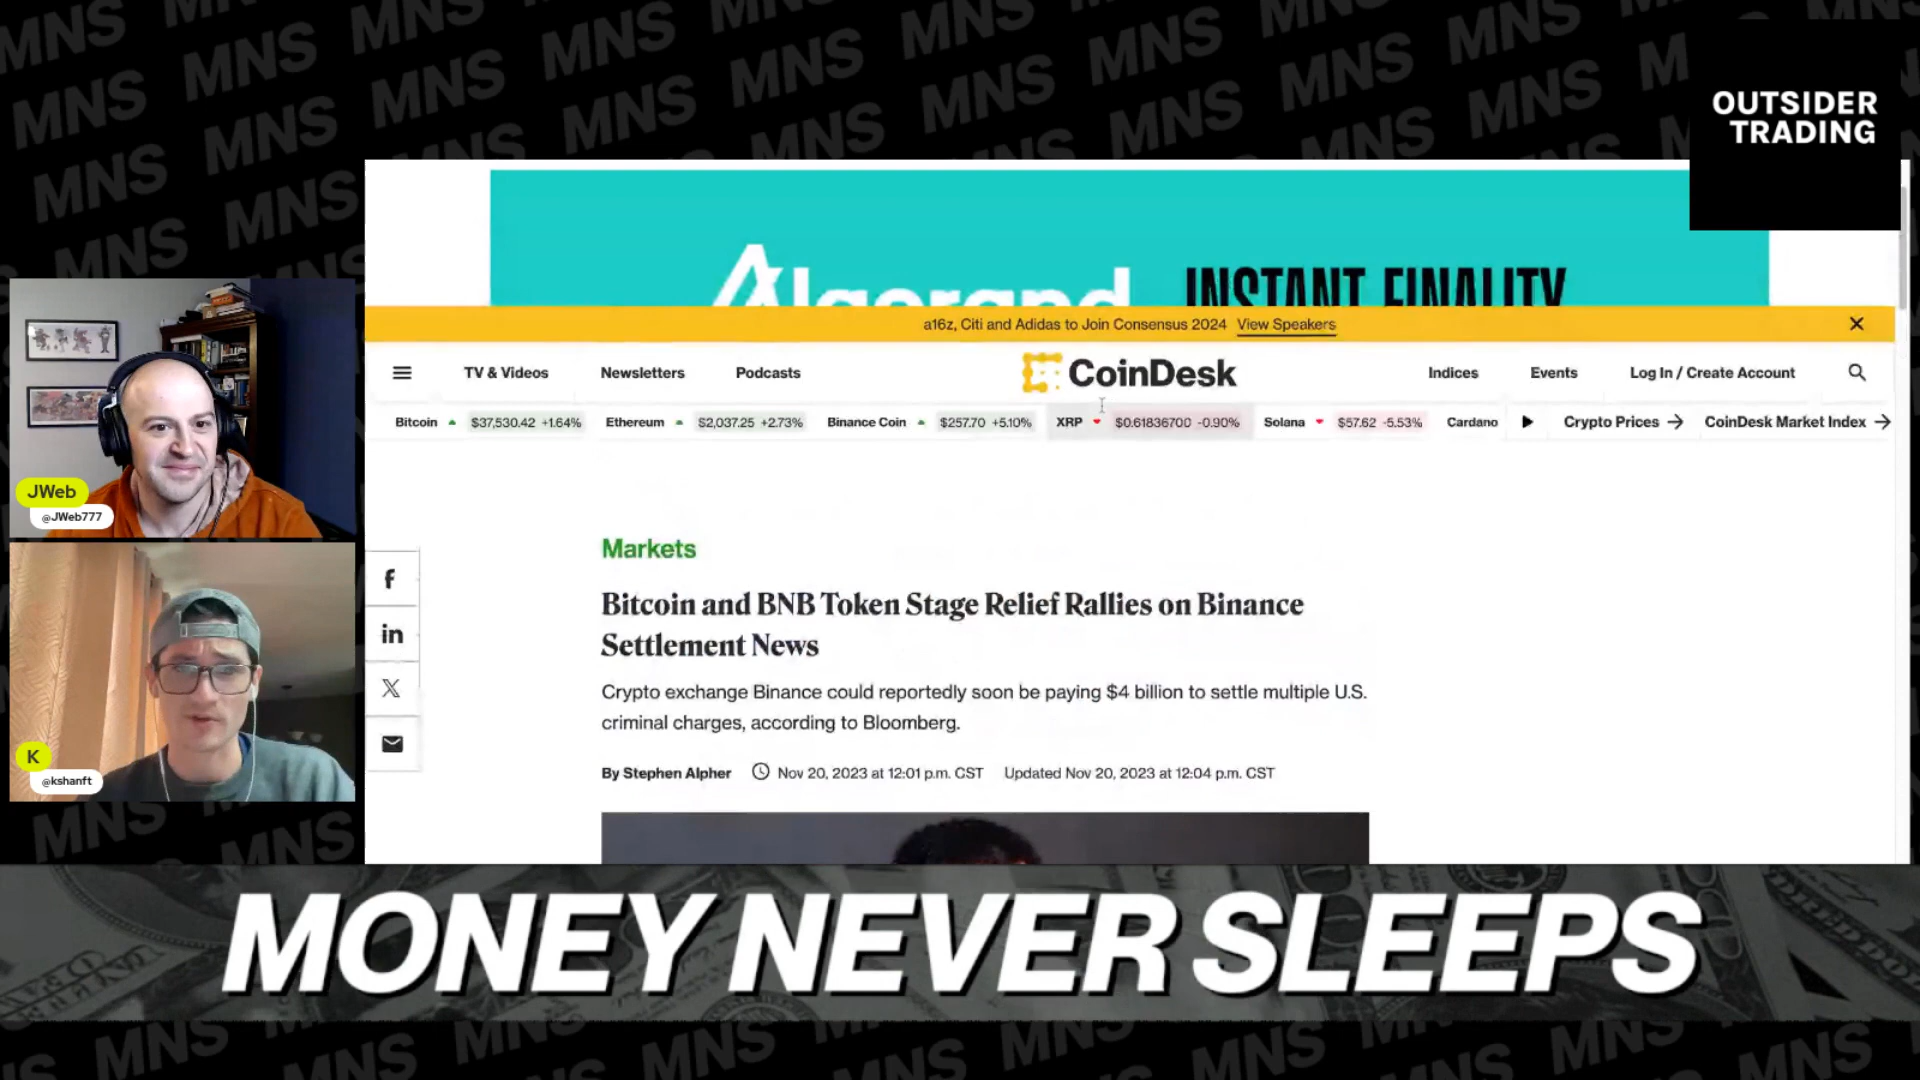 OUTSIDER
TRADING
Algorand INSTANT FINALITY
a16z, Citi and Adidas to Join Consensus 2024 View Speakers
TV & Videos Newsletters Podcasts CoinDesk Indices Events Log In / Create Account
Bitcoin $37,530.42 +1.64% Ethereum $2,037.25 +2.73% Binance Coin $257.70 +5.10% XRP $0.61836700 -0.90% Solana $57.62 -5.53% Cardano Crypto Prices → CoinDesk Market Index →
JWeb
@JWeb777
Markets
Bitcoin and BNB Token Stage Relief Rallies on Binance
Settlement News
Crypto exchange Binance could reportedly soon be paying $4 billion to settle multiple U.S.
criminal charges, according to Bloomberg.
By Stephen Alpher Nov 20, 2023 at 12:01 p.m. CST Updated Nov 20, 2023 at 12:04 p.m. CST
K
@kshanft
MONEY NEVER SLEEPS
MNS